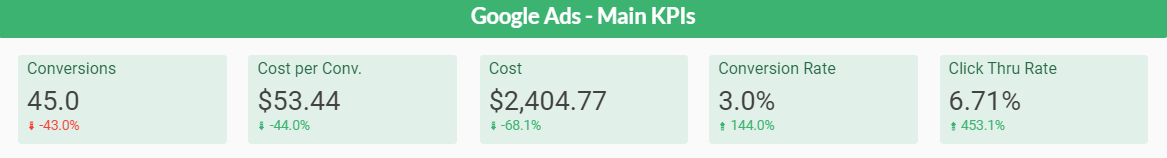 Google Ads - Main KPIs
Conversions
45.0
-43.0%
Cost per Conv.
$53.44
-44.0%
Cost
$2,404.77
-68.1%
Conversion Rate
3.0%
144.0%
Click Thru Rate
6.71%
453.1%